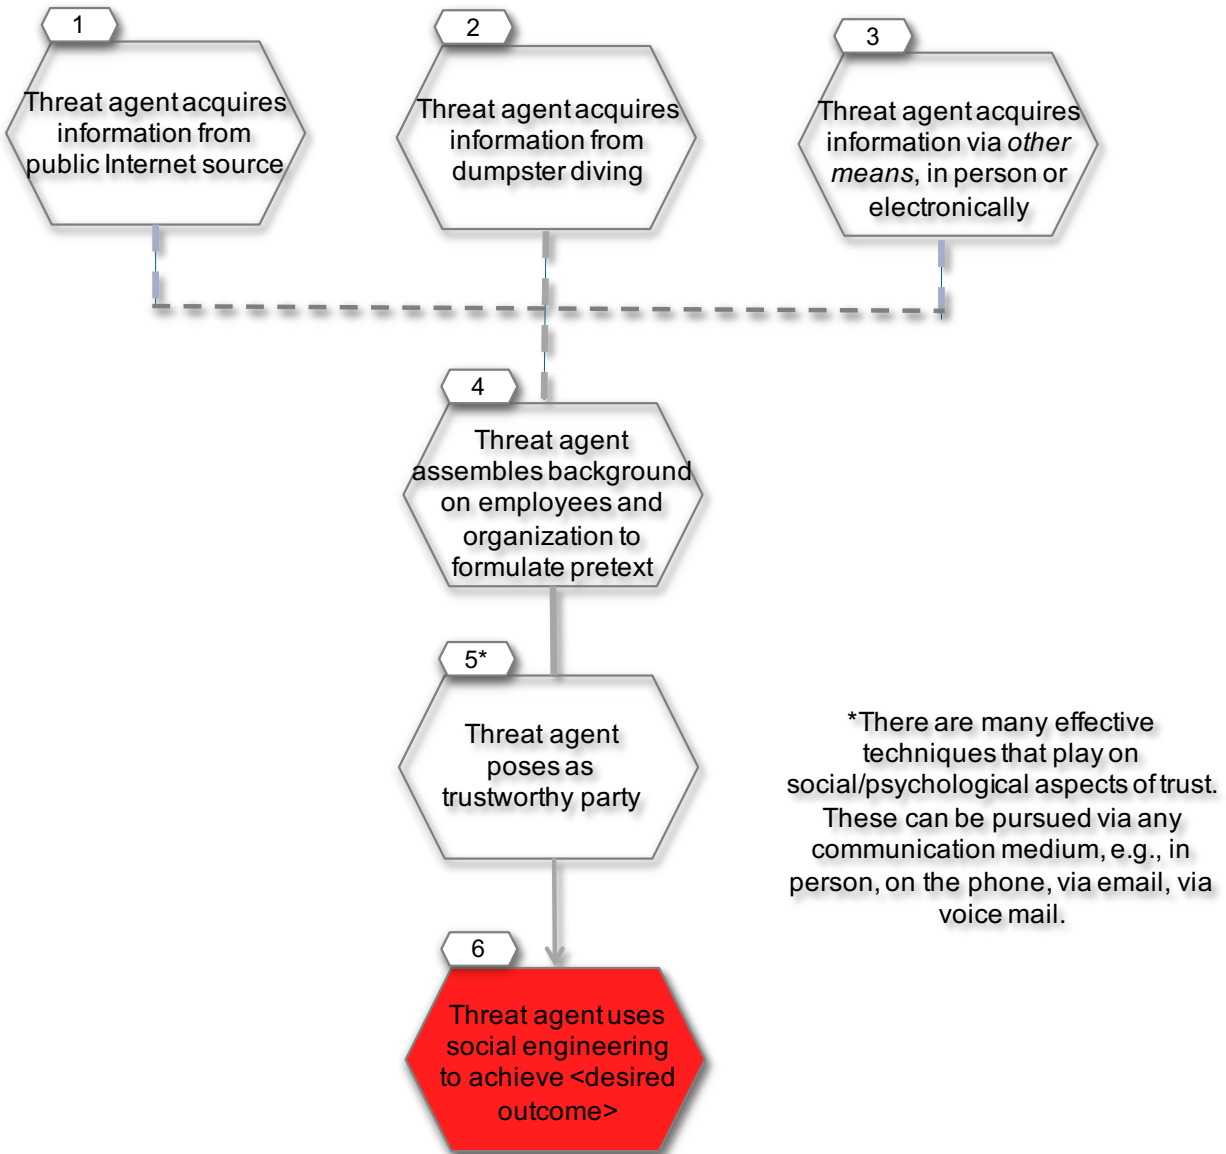 1
Threat agent acquires
information from
public Internet source
2
Threat agent acquires
information from
dumpster diving
3
Threat agent acquires
information via other
means, in person or
electronically
4
Threat agent
assembles background
on employees and
organization to
formulate pretext
5*
Threat agent
poses as
trustworthy party
*There are many effective
techniques that play on
social/psychological aspects of trust.
These can be pursued via any
communication medium, e.g., in
person, on the phone, via email, via
voice mail.
6
Threat agent uses
social engineering
to achieve <desired
outcome>